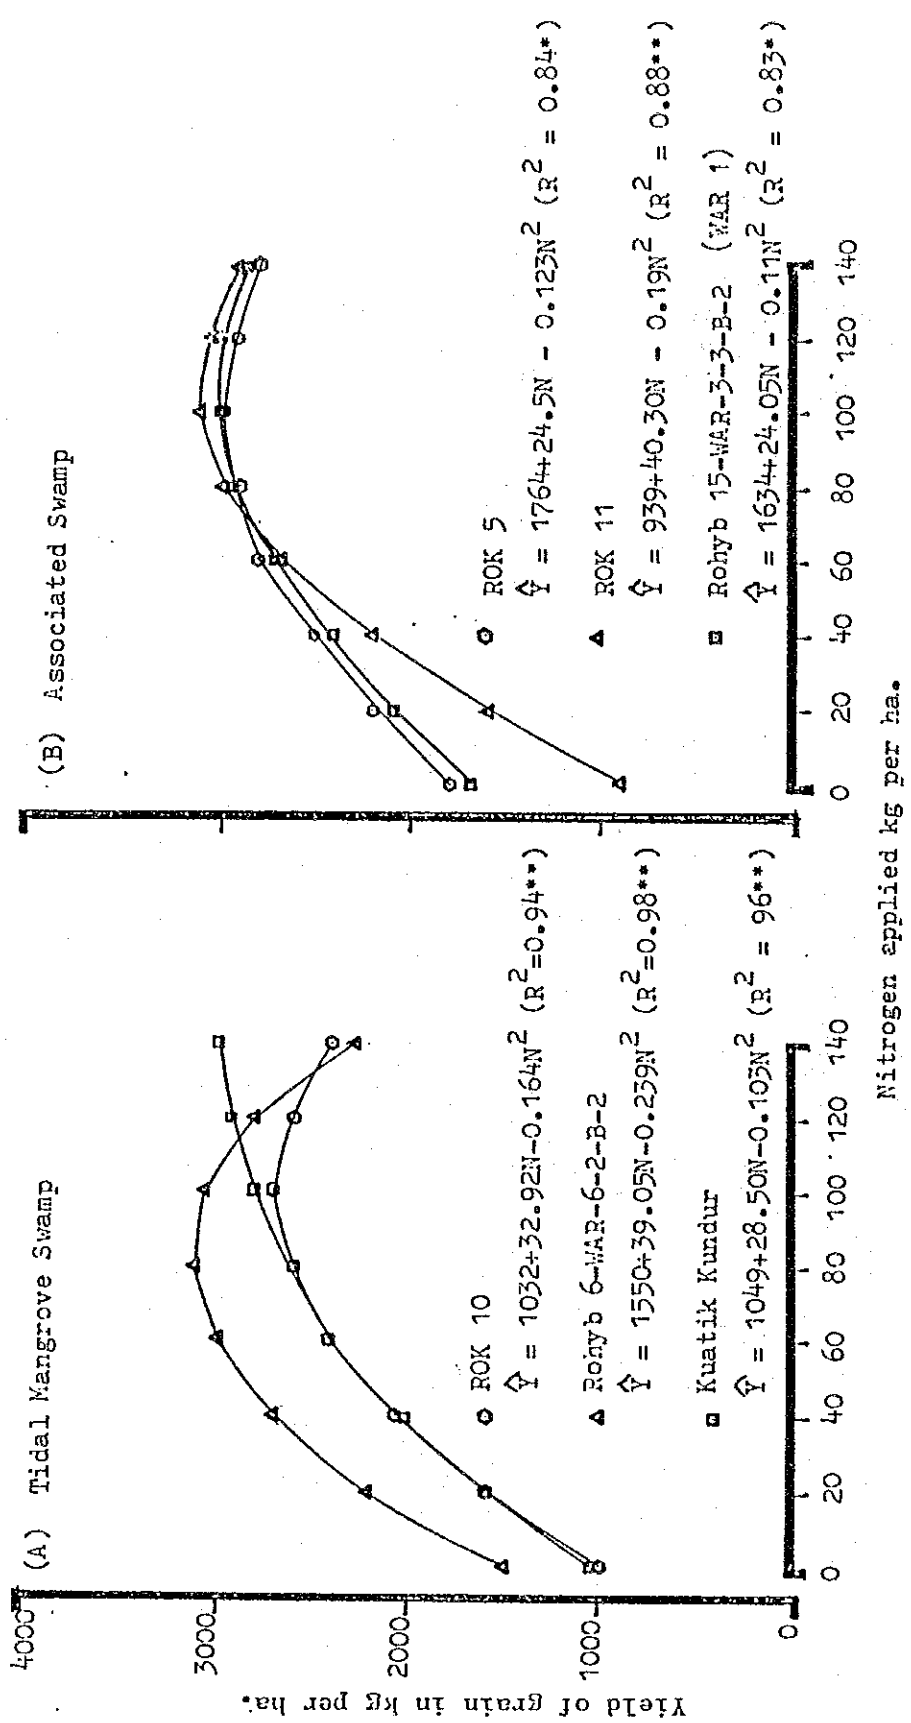 (A) Tidal Mangrove Swamp
4000
3000
2000
1000
0
Yield of grain in kg per ha.
ROK 10
Ŷ = 1032+32.92N-0.164N² (R²=0.94**)
Rohyb 6-WAR-6-2-B-2
Ŷ = 1550+39.05N-0.239N² (R²=0.98**)
Kuatik Kundur
Ŷ = 1049+28.50N-0.103N² (R² = 96**)
0 20 40 60 80 100 120 140
(B) Associated Swamp
ROK 5
Ŷ = 1764+24.5N - 0.123N² (R² = 0.84*)
ROK 11
Ŷ = 939+40.30N - 0.19N² (R² = 0.88**)
Rohyb 15-WAR-3-3-B-2 (WAR 1)
Ŷ = 1634+24.05N - 0.11N² (R² = 0.83*)
0 20 40 60 80 100 120 140
Nitrogen applied kg per ha.